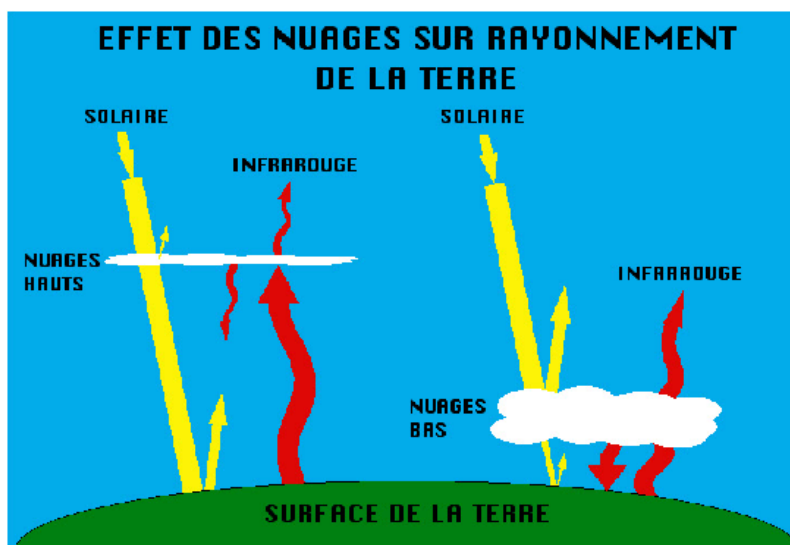 EFFET DES NUAGES SUR RAYONNEMENT
DE LA TERRE
SOLAIRE
INFRAROUGE
NUAGES
HAUTS
SOLAIRE
INFRAROUGE
NUAGES
BAS
SURFACE DE LA TERRE